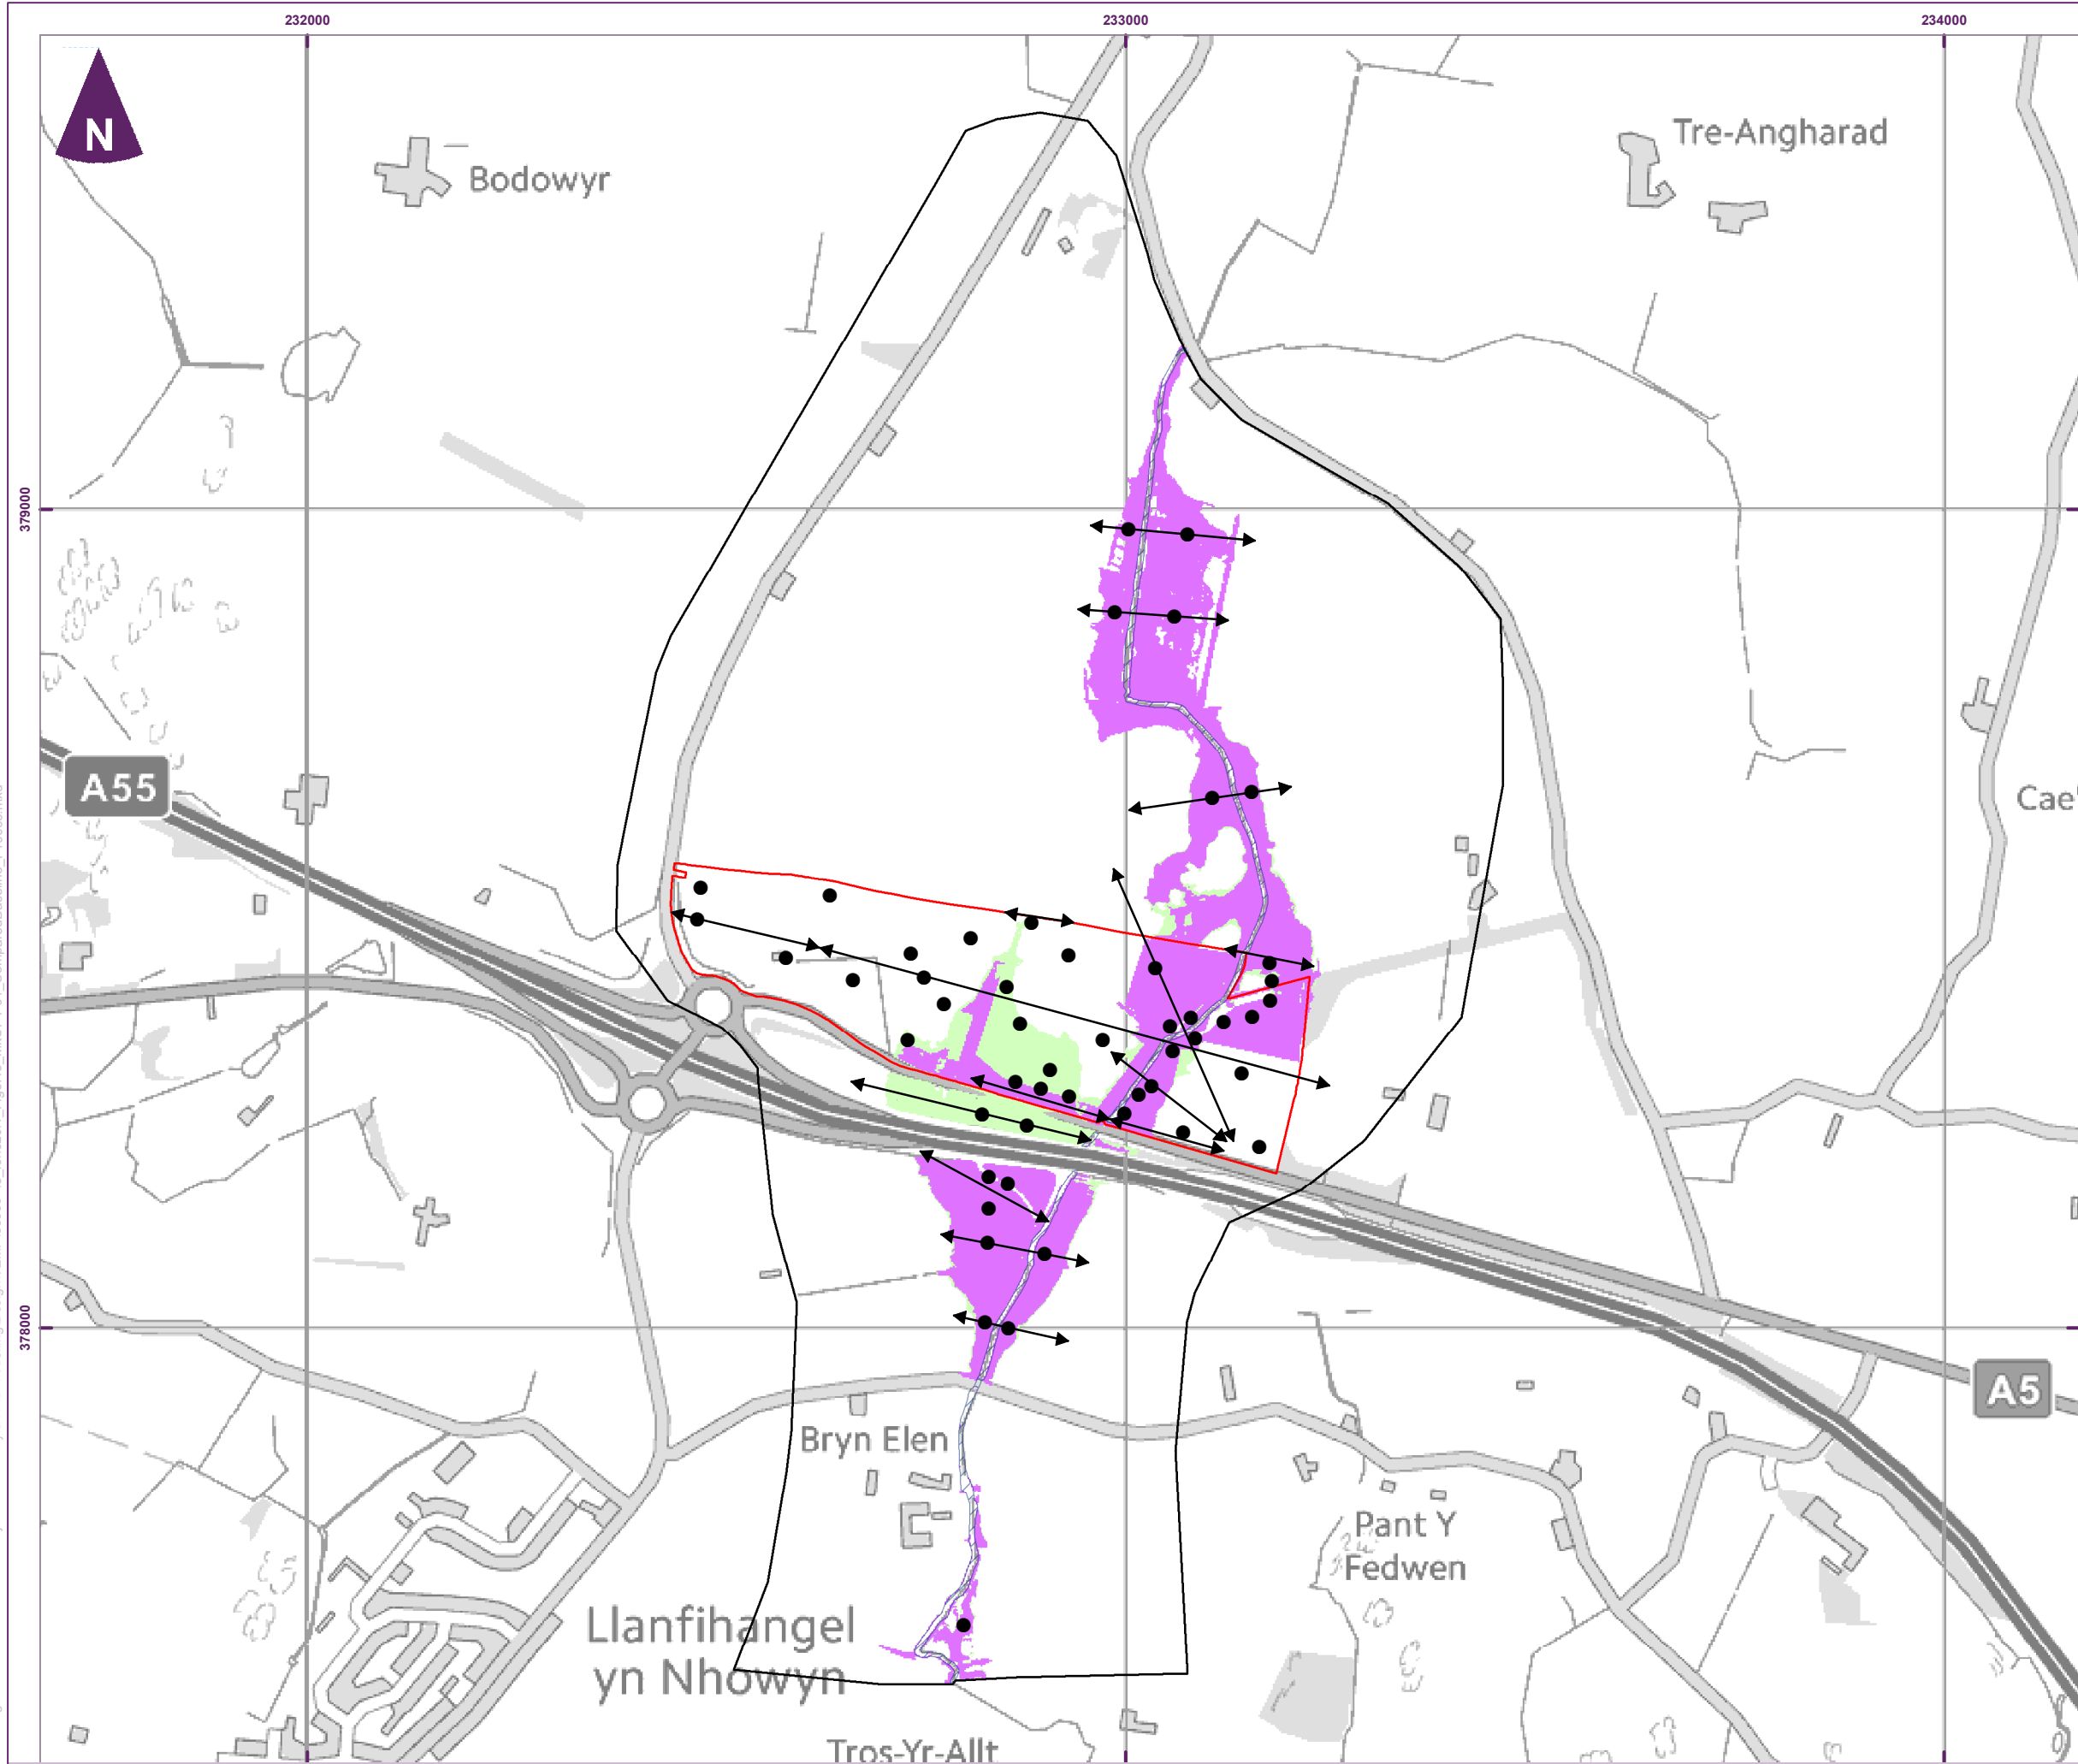 232000
233000
234000
N
Tre-Angharad
Bodowyr
379000
A55
Cae'
378000
A5
Bryn Elen
Pant Y
Fedwen
Llanfihangel
yn Nhowyn
Tros-Yr-Allt